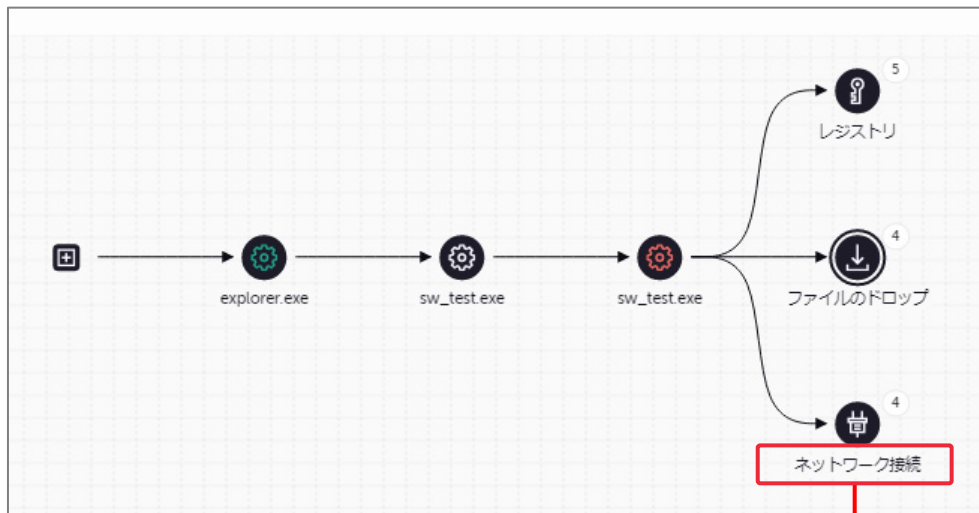 5
レジストリ
explorer.exe
sw_test.exe
sw_test.exe
4
ファイルのドロップ
4
ネットワーク接続